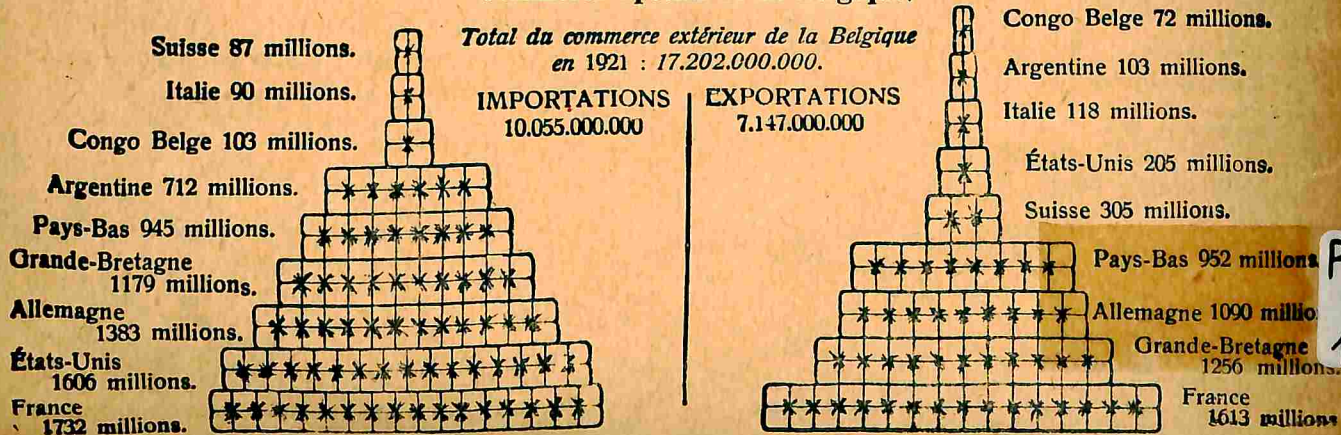 Total du commerce extérieur de la Belgique
en 1921 : 17.202.000.000.
IMPORTATIONS
10.055.000.000
EXPORTATIONS
7.147.000.000
Suisse 87 millions.
Italie 90 millions.
Congo Belge 103 millions.
Argentine 712 millions.
Pays-Bas 945 millions.
Grande-Bretagne
1179 millions.
Allemagne
1383 millions.
États-Unis
1606 millions.
France
1732 millions.
Congo Belge 72 millions.
Argentine 103 millions.
Italie 118 millions.
États-Unis 205 millions.
Suisse 305 millions.
Pays-Bas 952 millions
Allemagne 1090 millio
Grande-Bretagne
1256 millions.
France
1613 millions